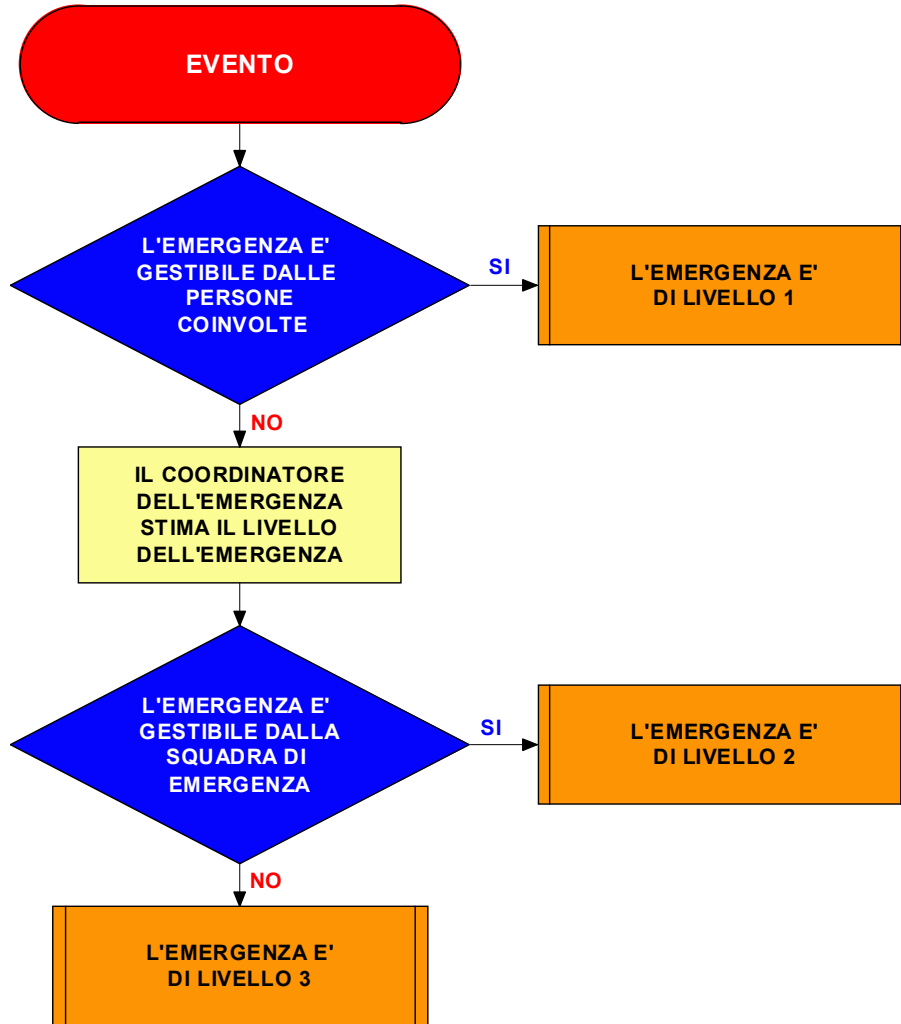 EVENTO
L'EMERGENZA E'
GESTIBILE DALLE
PERSONE
COINVOLTE
SI
L'EMERGENZA E'
DI LIVELLO 1
NO
IL COORDINATORE
DELL'EMERGENZA
STIMA IL LIVELLO
DELL'EMERGENZA
L'EMERGENZA E'
GESTIBILE DALLA
SQUADRA DI
EMERGENZA
SI
L'EMERGENZA E'
DI LIVELLO 2
NO
L'EMERGENZA E'
DI LIVELLO 3